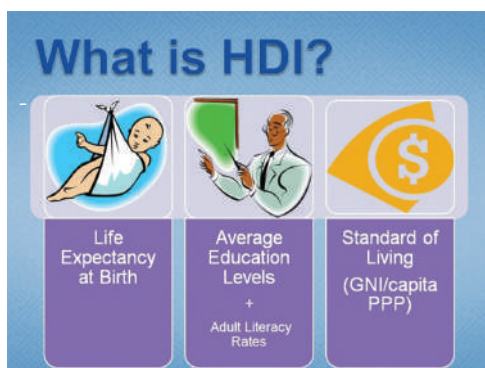 What is HDI?
Life
Expectancy
at Birth
Average
Education
Levels
+
Adult Literacy
Rates
Standard of
Living
(GNI/capita
PPP)
$